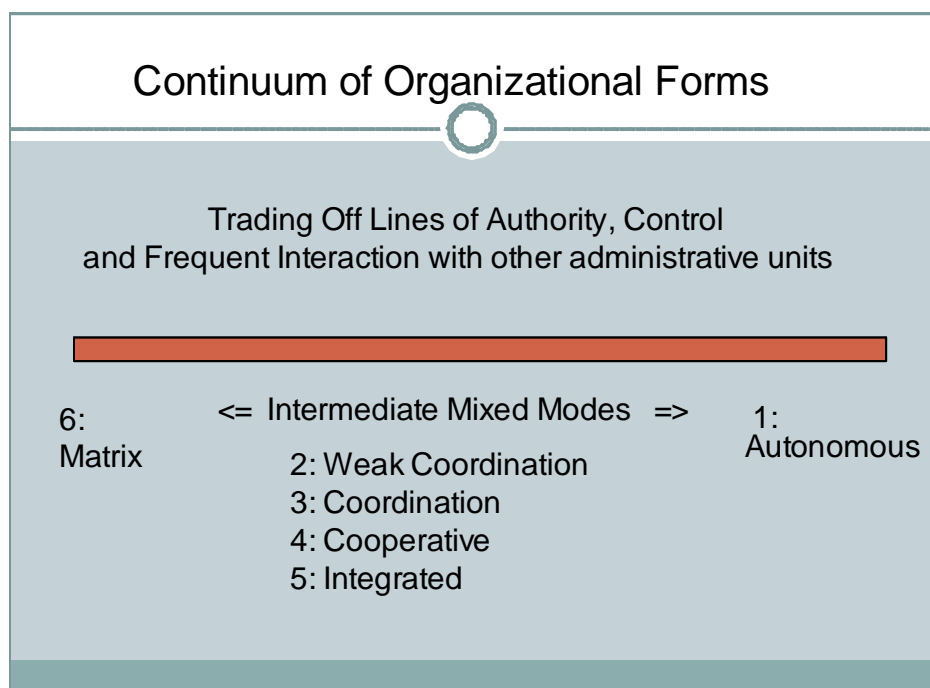 Continuum of Organizational Forms
Trading Off Lines of Authority, Control
and Frequent Interaction with other administrative units
6:
Matrix
<= Intermediate Mixed Modes =>
2: Weak Coordination
3: Coordination
4: Cooperative
5: Integrated
1:
Autonomous